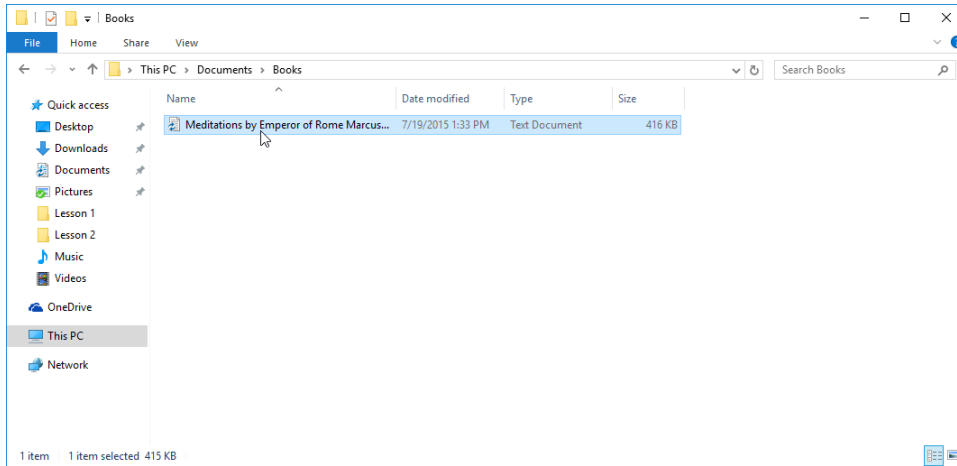 Books
File Home Share View
This PC > Documents > Books Search Books
Name Date modified Type Size
Meditations by Emperor of Rome Marcus... 7/19/2015 1:33 PM Text Document 416 KB
Quick access
Desktop
Downloads
Documents
Pictures
Lesson 1
Lesson 2
Music
Videos
OneDrive
This PC
Network
1 item 1 item selected 415 KB